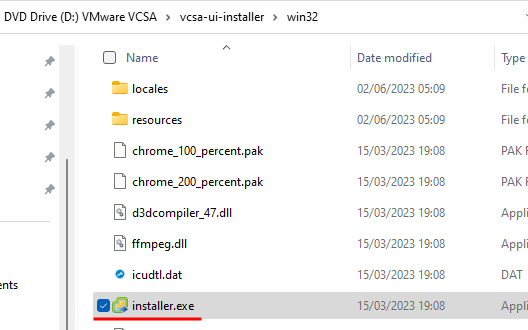 DVD Drive (D:) VMware VCSA > vcsa-ui-installer > win32
Name Date modified Type
locales 02/06/2023 05:09 File fo
resources 02/06/2023 05:09 File fo
chrome_100_percent.pak 15/03/2023 19:08 PAK F
chrome_200_percent.pak 15/03/2023 19:08 PAK F
d3dcompiler_47.dll 15/03/2023 19:08 Appli
ffmpeg.dll 15/03/2023 19:08 Appli
icudtl.dat 15/03/2023 19:08 DAT
ents
installer.exe 15/03/2023 19:08 Appli